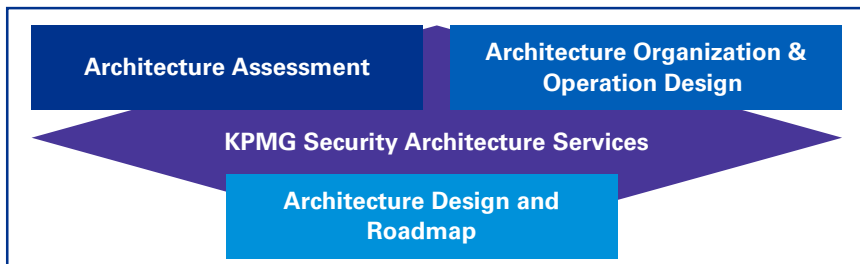 Architecture Assessment
Architecture Organization &
Operation Design
KPMG Security Architecture Services
Architecture Design and
Roadmap